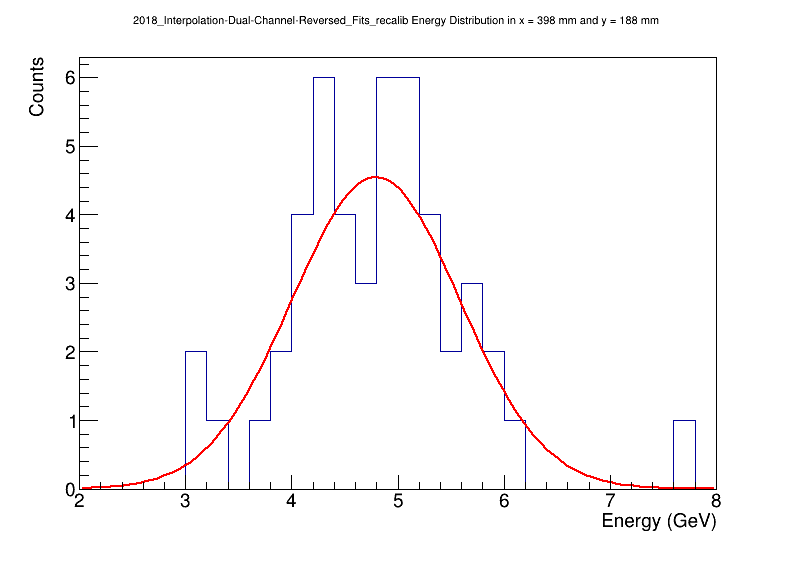 2018_Interpolation-Dual-Channel-Reversed_Fits_recalib Energy Distribution in x = 398 mm and y = 188 mm
Counts
6
5
4
3
2
1
0
2 3 4 5 6 7 8
Energy (GeV)